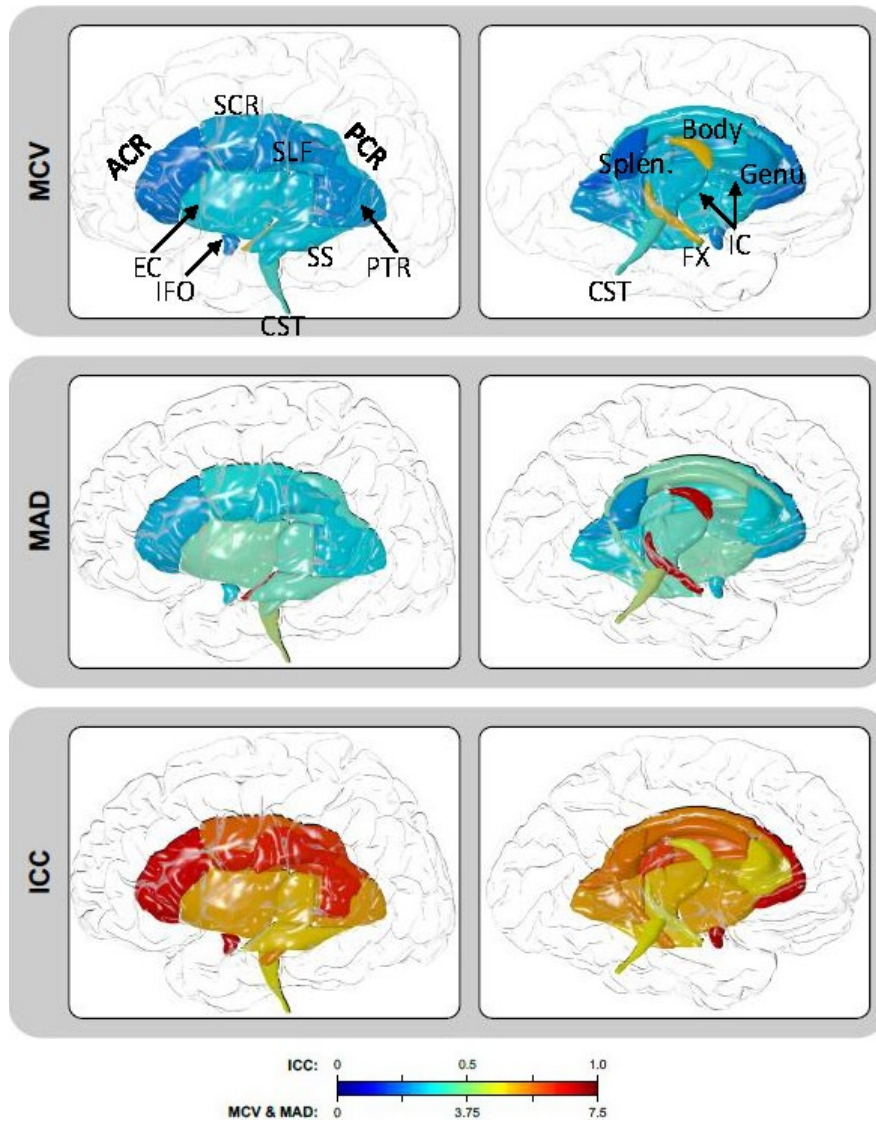 MCV
SCR
ACR
SLF
PCR
EC
IFO
SS
PTR
CST
Body
Splen.
Genu
IC
FX
CST
MAD
ICC
ICC: 0 0.5 1.0
MCV & MAD: 0 3.75 7.5